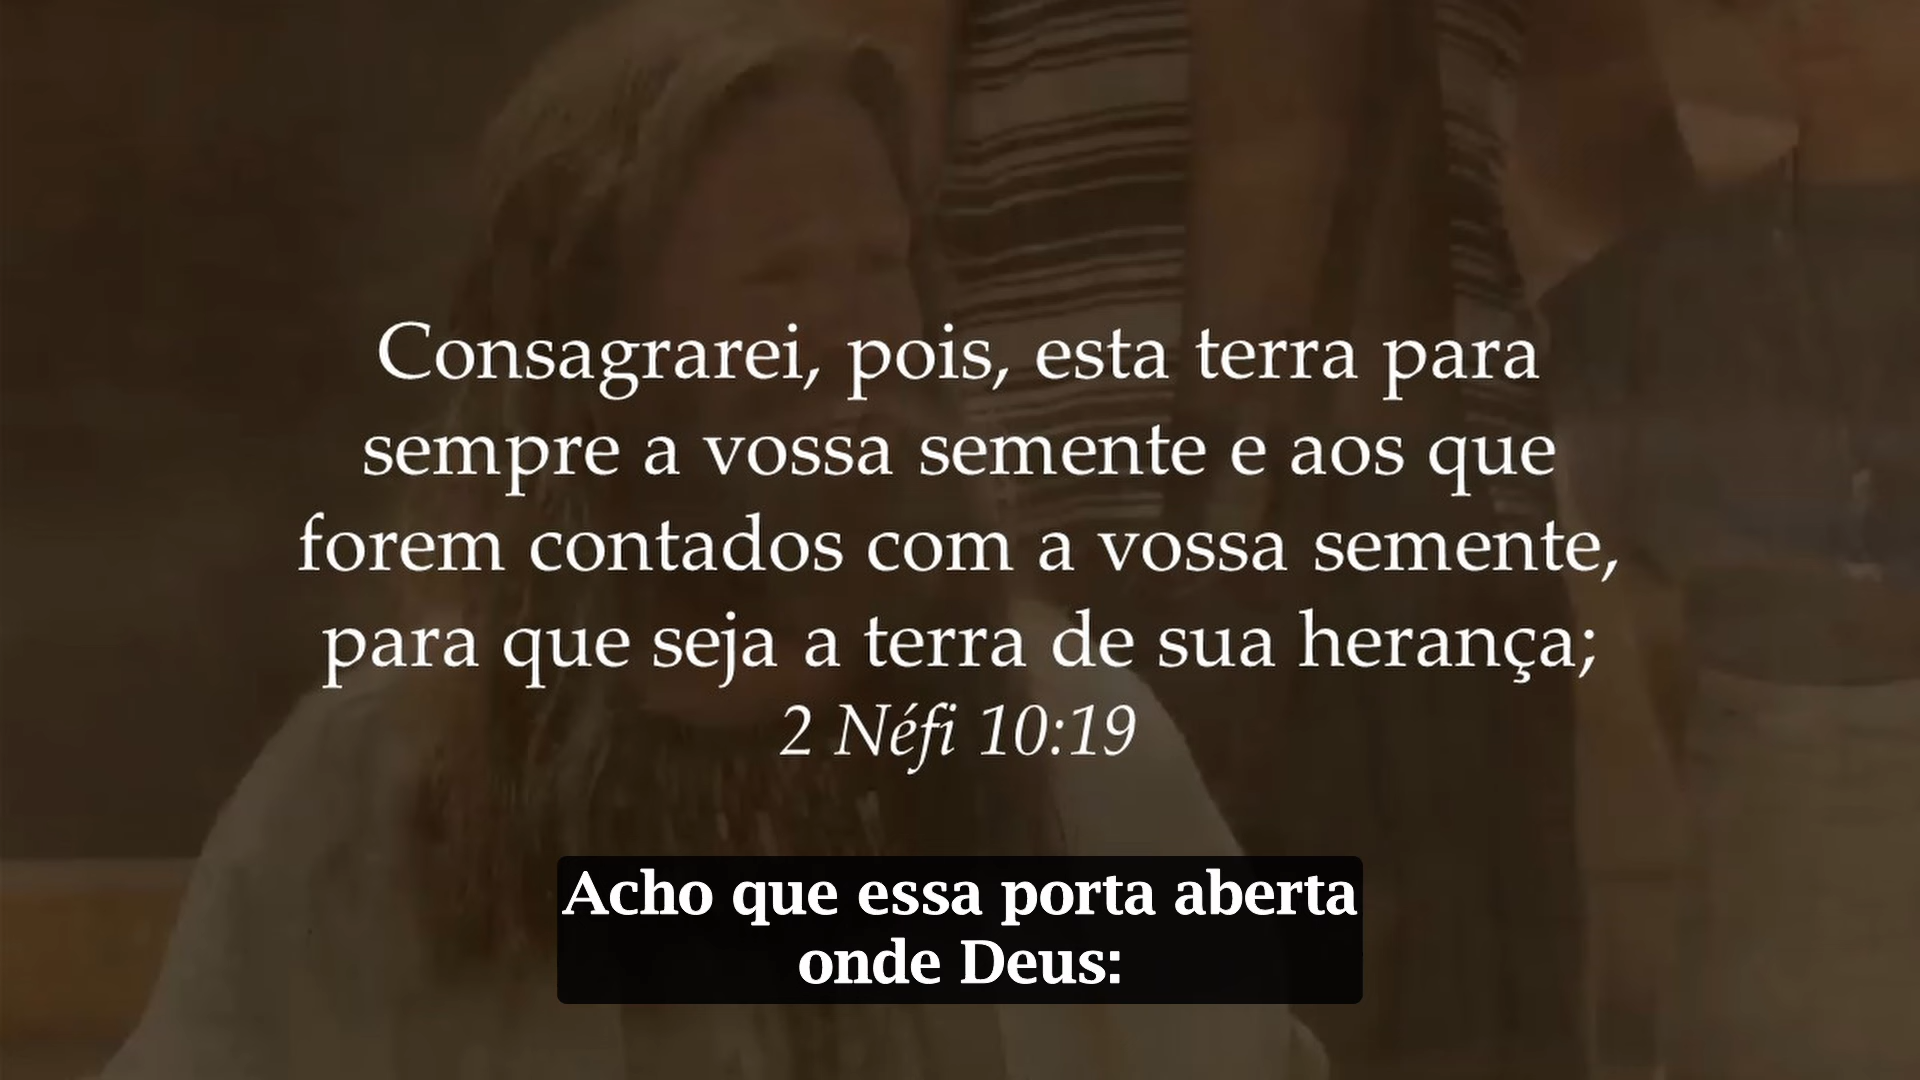 Consagrarei, pois, esta terra para
sempre a vossa semente e aos que
forem contados com a vossa semente,
para que seja a terra de sua herança;
2 Néfi 10:19
Acho que essa porta aberta
onde Deus: